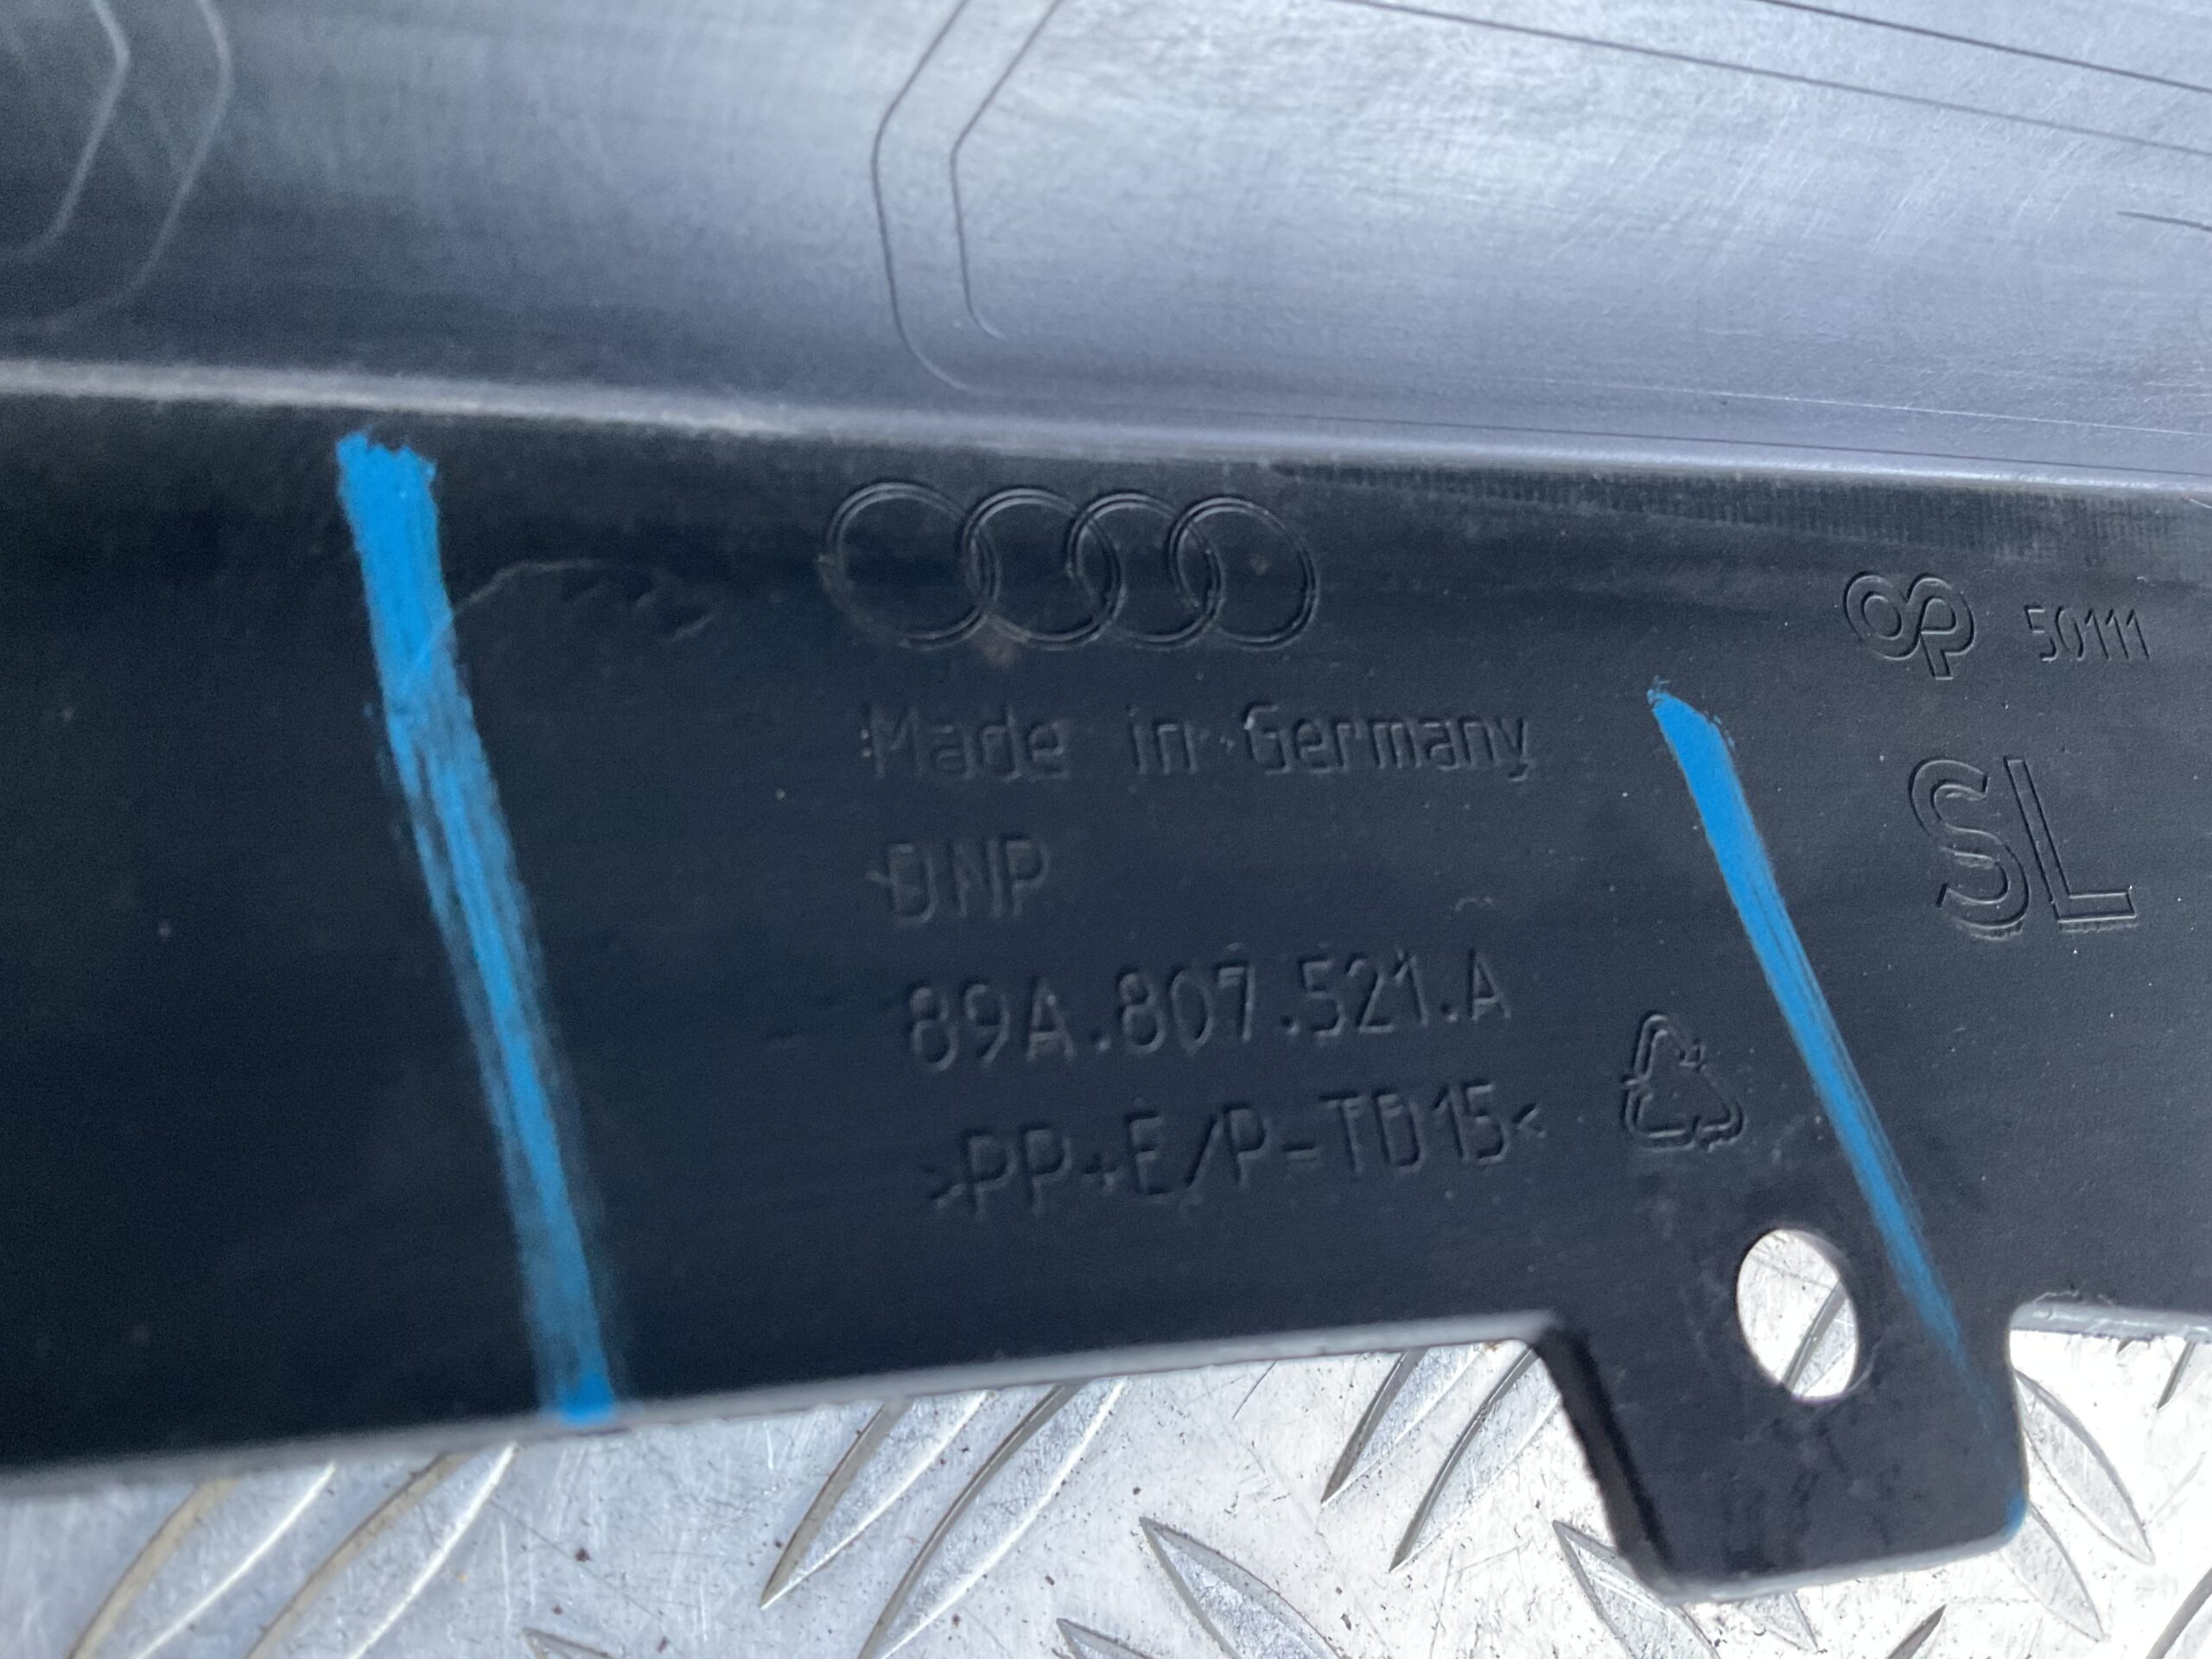 50111
Made in Germany
SL
DNP
89A.807.521.A
>PP+E/P-TD15<